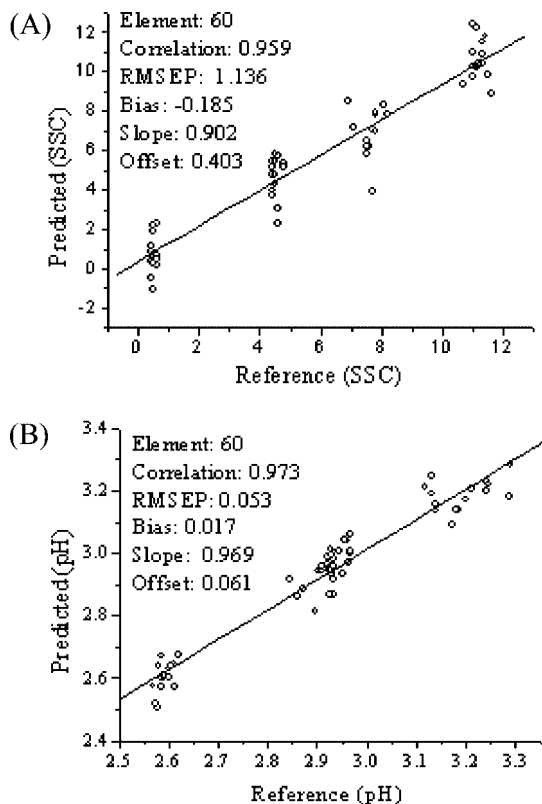 (A)
Element: 60
Correlation: 0.959
RMSEP: 1.136
Bias: -0.185
Slope: 0.902
Offset: 0.403
Predicted (SSC)
12
10
8
6
4
2
0
-2
0 2 4 6 8 10 12
Reference (SSC)
(B)
Element: 60
Correlation: 0.973
RMSEP: 0.053
Bias: 0.017
Slope: 0.969
Offset: 0.061
Predicted (pH)
3.4
3.2
3.0
2.8
2.6
2.4
2.5 2.6 2.7 2.8 2.9 3.0 3.1 3.2 3.3
Reference (pH)